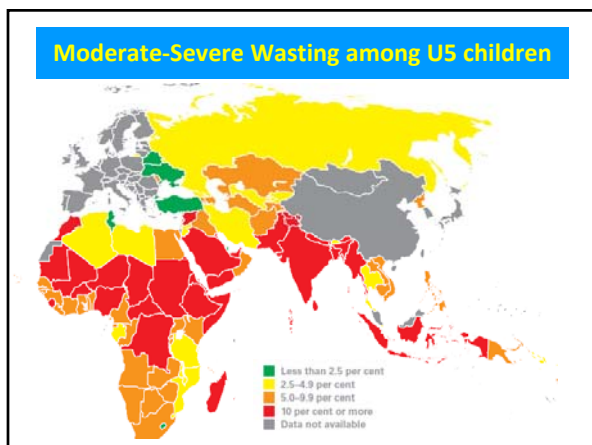 Moderate-Severe Wasting among U5 children
Less than 2.5 per cent
2.5–4.9 per cent
5.0–9.9 per cent
10 per cent or more
Data not available